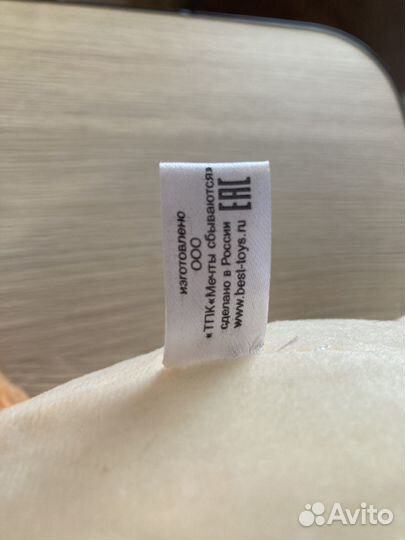 изготовлено
ООО
«ТПК«Мечты сбываются»
сделано в России
www.best-toys.ru
EAC
Avito